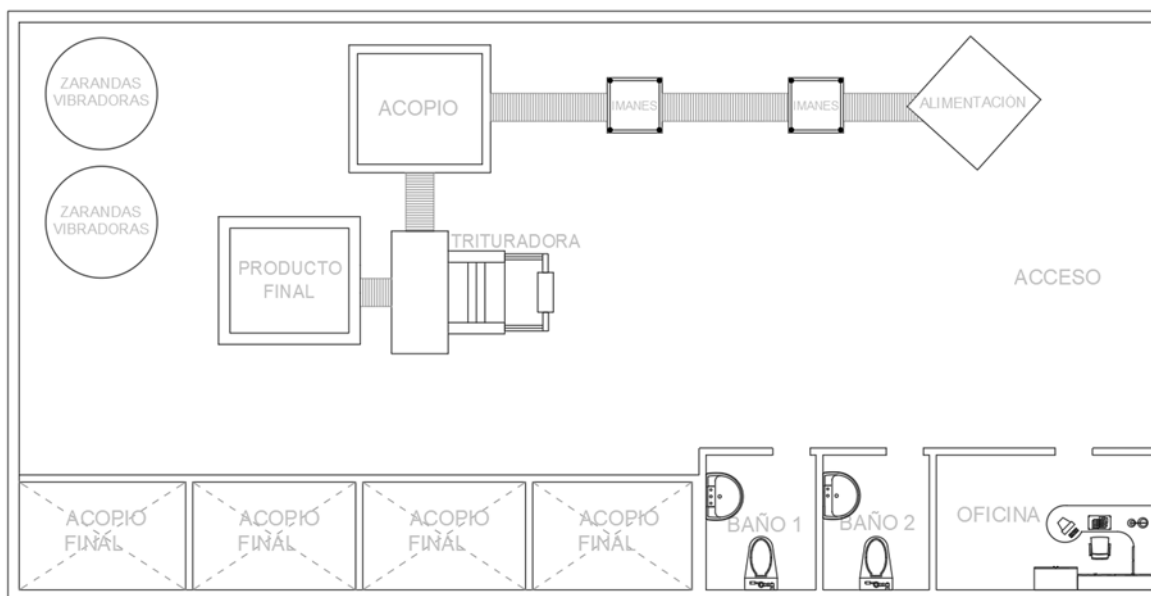 ZARANDAS
VIBRADORAS
ACOPIO
IMANES
IMANES
ALIMENTACIÓN
ZARANDAS
VIBRADORAS
TRITURADORA
PRODUCTO
FINAL
ACCESO
ACOPIO
FINAL
ACOPIO
FINAL
ACOPIO
FINAL
ACOPIO
FINAL
BAÑO 1
BAÑO 2
OFICINA